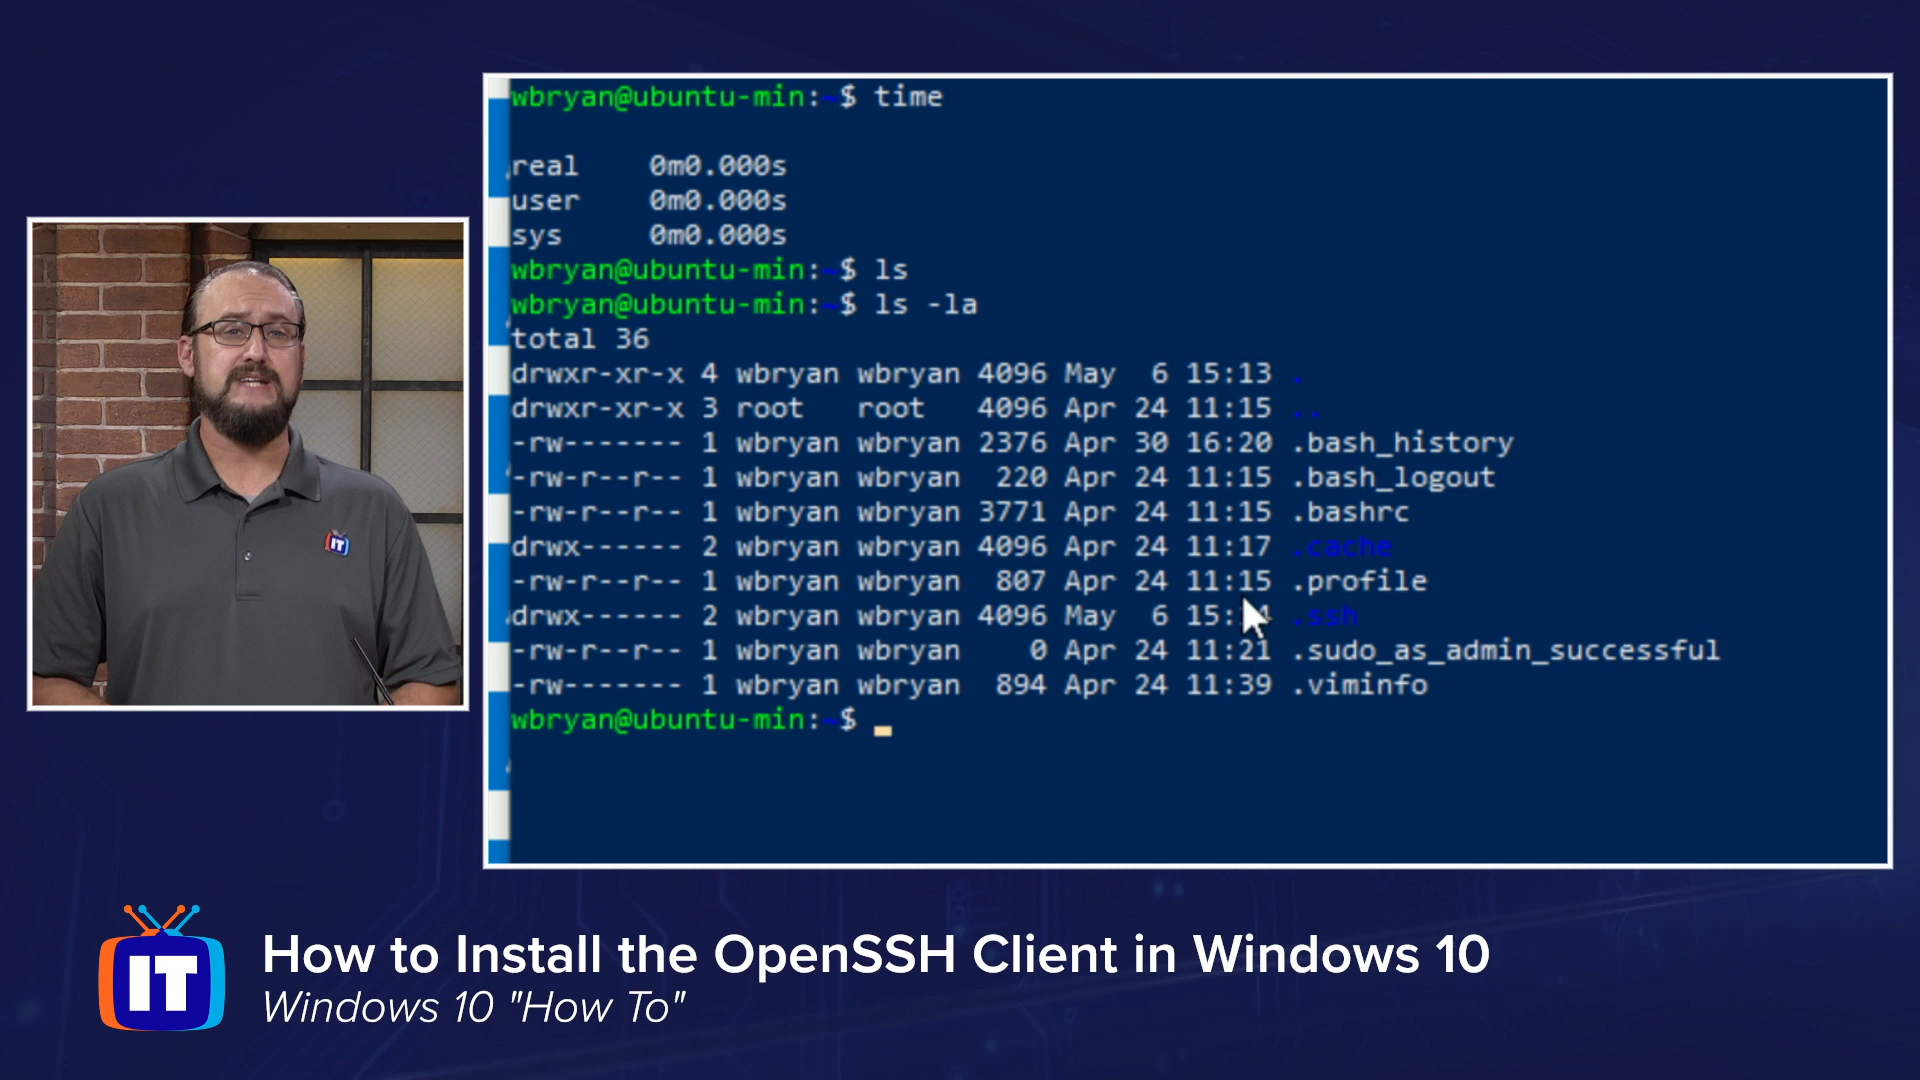 wbryan@ubuntu-min:~$ time
real 0m0.000s
user 0m0.000s
sys 0m0.000s
wbryan@ubuntu-min:~$ ls
wbryan@ubuntu-min:~$ ls -la
total 36
drwxr-xr-x 4 wbryan wbryan 4096 May 6 15:13 .
drwxr-xr-x 3 root root 4096 Apr 24 11:15 ..
-rw------- 1 wbryan wbryan 2376 Apr 30 16:20 .bash_history
-rw-r--r-- 1 wbryan wbryan 220 Apr 24 11:15 .bash_logout
-rw-r--r-- 1 wbryan wbryan 3771 Apr 24 11:15 .bashrc
drwx------ 2 wbryan wbryan 4096 Apr 24 11:17 .cache
-rw-r--r-- 1 wbryan wbryan 807 Apr 24 11:15 .profile
drwx------ 2 wbryan wbryan 4096 May 6 .ssh
-rw-r--r-- 1 wbryan wbryan 0 Apr 24 11:21 .sudo_as_admin_successful
-rw------- 1 wbryan wbryan 894 Apr 24 11:39 .viminfo
wbryan@ubuntu-min:~$
IT
IT
How to Install the OpenSSH Client in Windows 10
Windows 10 "How To"